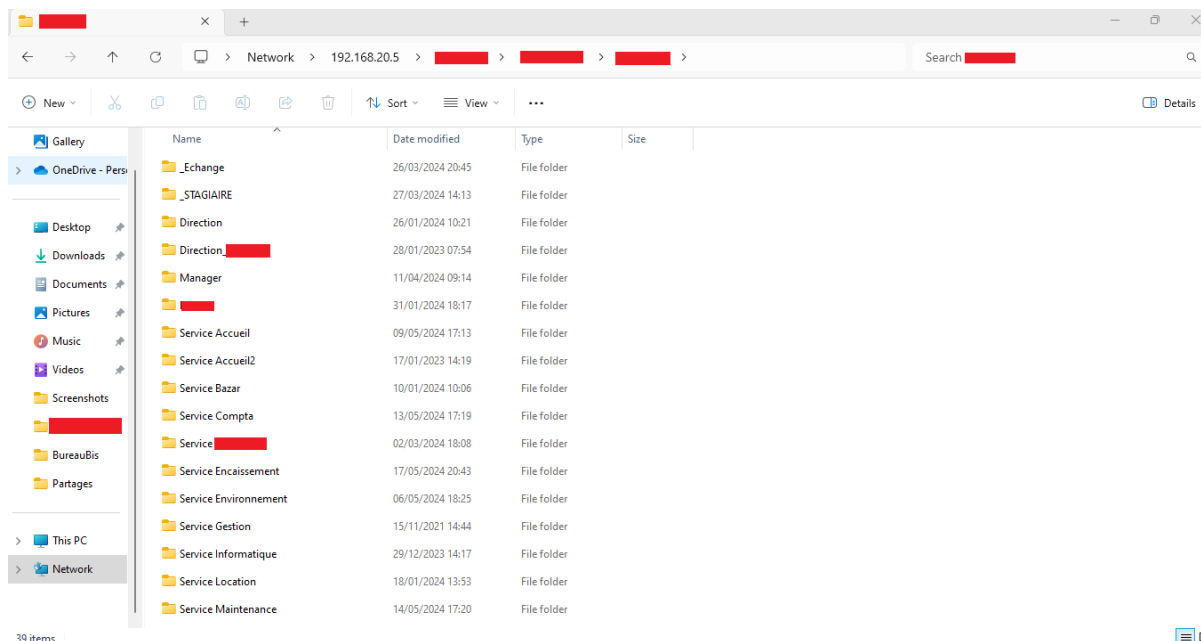 Network > 192.168.20.5 > > > >
Search
New
Sort
View
Details
Name Date modified Type Size
Gallery
OneDrive - Perso
Desktop
Downloads
Documents
Pictures
Music
Videos
Screenshots
BureauBis
Partages
This PC
Network
_Echange 26/03/2024 20:45 File folder
_STAGIAIRE 27/03/2024 14:13 File folder
Direction 26/01/2024 10:21 File folder
Direction_ 28/01/2023 07:54 File folder
Manager 11/04/2024 09:14 File folder
31/01/2024 18:17 File folder
Service Accueil 09/05/2024 17:13 File folder
Service Accueil2 17/01/2023 14:19 File folder
Service Bazar 10/01/2024 10:06 File folder
Service Compta 13/05/2024 17:19 File folder
Service 02/03/2024 18:08 File folder
Service Encaissement 17/05/2024 20:43 File folder
Service Environnement 06/05/2024 18:25 File folder
Service Gestion 15/11/2021 14:44 File folder
Service Informatique 29/12/2023 14:17 File folder
Service Location 18/01/2024 13:53 File folder
Service Maintenance 14/05/2024 17:20 File folder
39 items